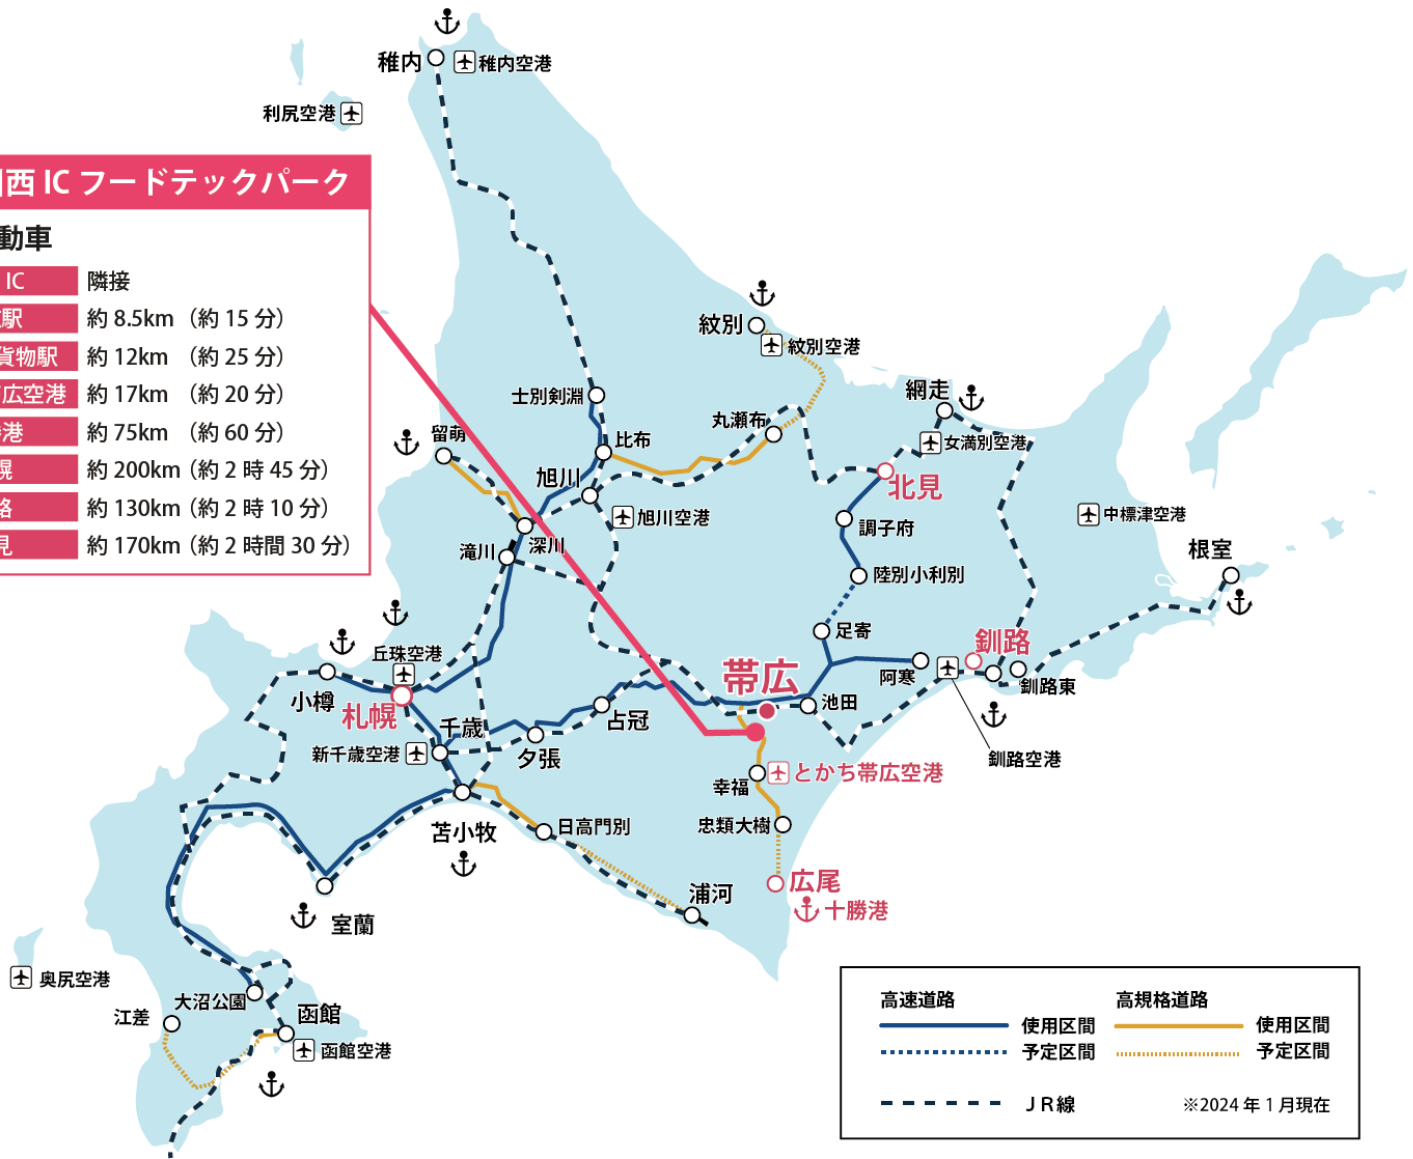 稚内
稚内空港
利尻空港
西 IC フードテックパーク
動車
IC 隣接
駅 約 8.5km （約 15 分）
貨物駅 約 12km （約 25 分）
広空港 約 17km （約 20 分）
港 約 75km （約 60 分）
幌 約 200km（約 2 時 45 分）
路 約 130km（約 2 時 10 分）
見 約 170km（約 2 時間 30 分）
紋別
紋別空港
士別剣淵
網走
丸瀬布
留萌
比布
女満別空港
旭川
北見
旭川空港
中標津空港
調子府
深川
滝川
根室
陸別小利別
足寄
釧路
丘珠空港
帯広
阿寒
釧路東
小樽
札幌
池田
占冠
千歳
新千歳空港
夕張
釧路空港
とかち帯広空港
幸福
苫小牧
日高門別
忠類大樹
広尾
浦河
十勝港
室蘭
奥尻空港
大沼公園
江差
函館
函館空港
高速道路 高規格道路
使用区間 使用区間
予定区間 予定区間
ＪＲ線 ※2024 年 1 月現在